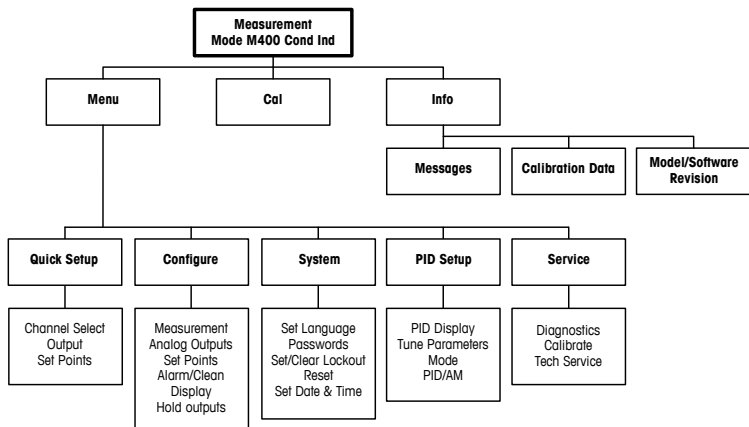 Measurement
Mode M400 Cond Ind
Menu
Cal
Info
Messages
Calibration Data
Model/Software
Revision
Quick Setup
Configure
System
PID Setup
Service
Channel Select
Output
Set Points
Measurement
Analog Outputs
Set Points
Alarm/Clean
Display
Hold outputs
Set Language
Passwords
Set/Clear Lockout
Reset
Set Date & Time
PID Display
Tune Parameters
Mode
PID/AM
Diagnostics
Calibrate
Tech Service